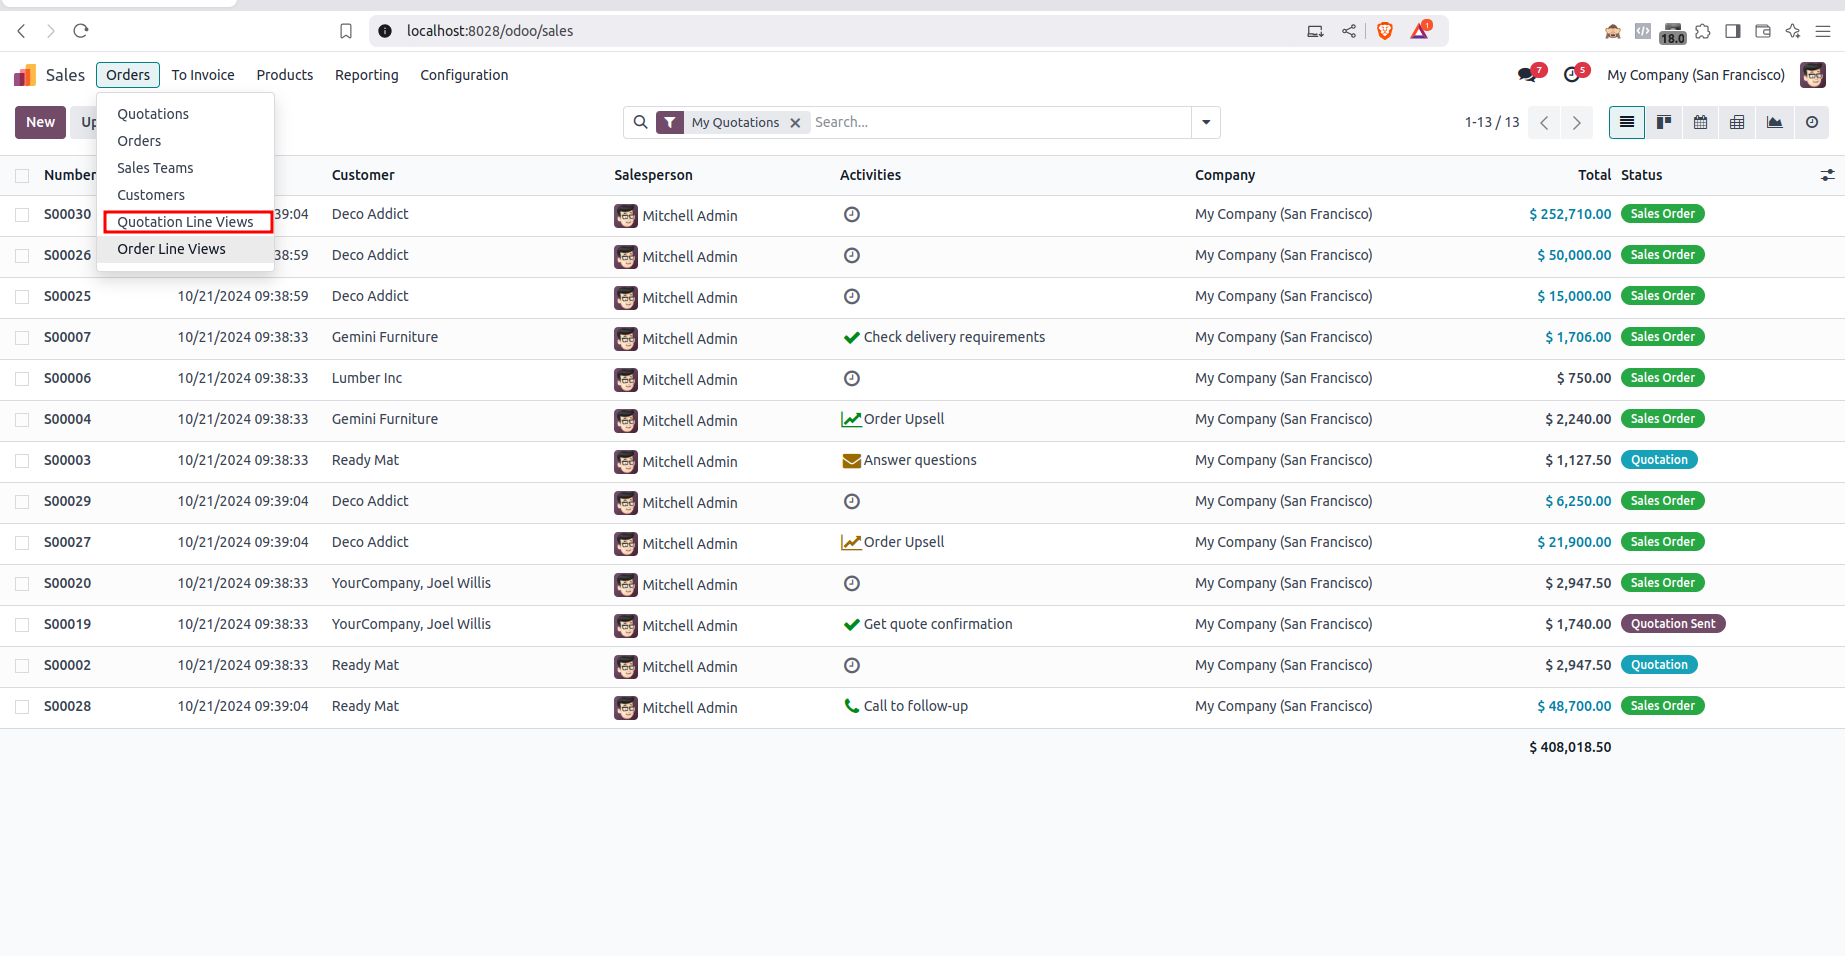 localhost:8028/odoo/sales
1
18.0
Sales Orders To Invoice Products Reporting Configuration
7 5 My Company (San Francisco)
New Up My Quotations Search... 1-13 / 13
Quotations
Orders
Sales Teams
Customers
Quotation Line Views
Order Line Views
Number Customer Salesperson Activities Company Total Status
S00030 39:04 Deco Addict Mitchell Admin My Company (San Francisco) $ 252,710.00 Sales Order
S00026 38:59 Deco Addict Mitchell Admin My Company (San Francisco) $ 50,000.00 Sales Order
S00025 10/21/2024 09:38:59 Deco Addict Mitchell Admin My Company (San Francisco) $ 15,000.00 Sales Order
S00007 10/21/2024 09:38:33 Gemini Furniture Mitchell Admin Check delivery requirements My Company (San Francisco) $ 1,706.00 Sales Order
S00006 10/21/2024 09:38:33 Lumber Inc Mitchell Admin My Company (San Francisco) $ 750.00 Sales Order
S00004 10/21/2024 09:38:33 Gemini Furniture Mitchell Admin Order Upsell My Company (San Francisco) $ 2,240.00 Sales Order
S00003 10/21/2024 09:38:33 Ready Mat Mitchell Admin Answer questions My Company (San Francisco) $ 1,127.50 Quotation
S00029 10/21/2024 09:39:04 Deco Addict Mitchell Admin My Company (San Francisco) $ 6,250.00 Sales Order
S00027 10/21/2024 09:39:04 Deco Addict Mitchell Admin Order Upsell My Company (San Francisco) $ 21,900.00 Sales Order
S00020 10/21/2024 09:38:33 YourCompany, Joel Willis Mitchell Admin My Company (San Francisco) $ 2,947.50 Sales Order
S00019 10/21/2024 09:38:33 YourCompany, Joel Willis Mitchell Admin Get quote confirmation My Company (San Francisco) $ 1,740.00 Quotation Sent
S00002 10/21/2024 09:38:33 Ready Mat Mitchell Admin My Company (San Francisco) $ 2,947.50 Quotation
S00028 10/21/2024 09:39:04 Ready Mat Mitchell Admin Call to follow-up My Company (San Francisco) $ 48,700.00 Sales Order
$ 408,018.50